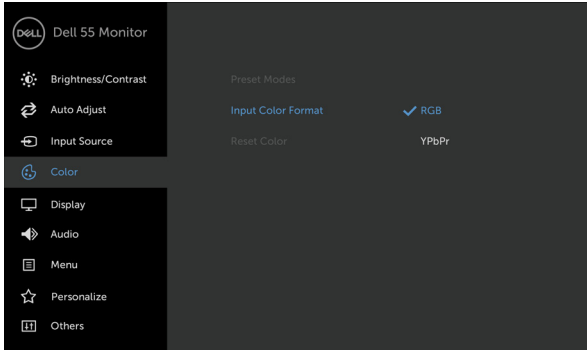 DELL Dell 55 Monitor
Brightness/Contrast
Preset Modes
Auto Adjust
Input Color Format
RGB
Input Source
Reset Color
YPbPr
Color
Display
Audio
Menu
Personalize
Others